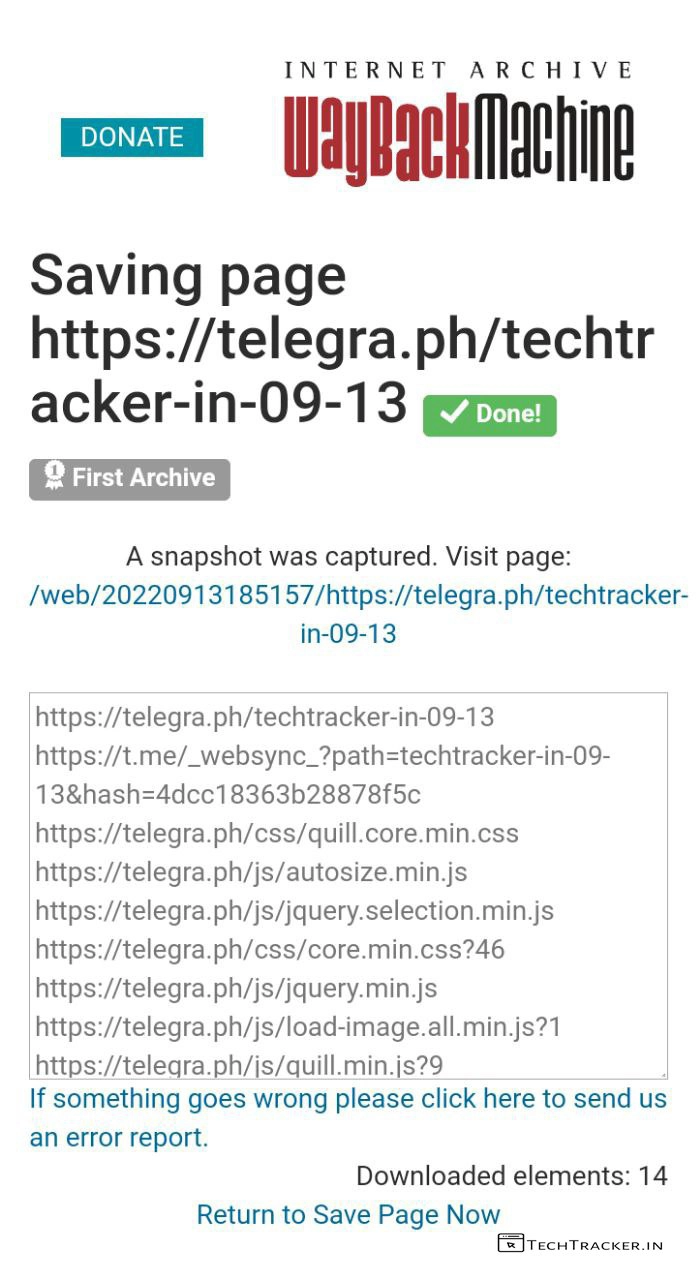 INTERNET ARCHIVE
DONATE
WayBackMachine
Saving page
https://telegra.ph/techtr
acker-in-09-13 Done!
1 First Archive
A snapshot was captured. Visit page:
/web/20220913185157/https://telegra.ph/techtracker-
in-09-13
https://telegra.ph/techtracker-in-09-13
https://t.me/_websync_?path=techtracker-in-09-
13&hash=4dcc18363b28878f5c
https://telegra.ph/css/quill.core.min.css
https://telegra.ph/js/autosize.min.js
https://telegra.ph/js/jquery.selection.min.js
https://telegra.ph/css/core.min.css?46
https://telegra.ph/js/jquery.min.js
https://telegra.ph/js/load-image.all.min.js?1
https://telegra.ph/js/quill.min.js?9
If something goes wrong please click here to send us
an error report.
Downloaded elements: 14
Return to Save Page Now
TECHTRACKER.IN